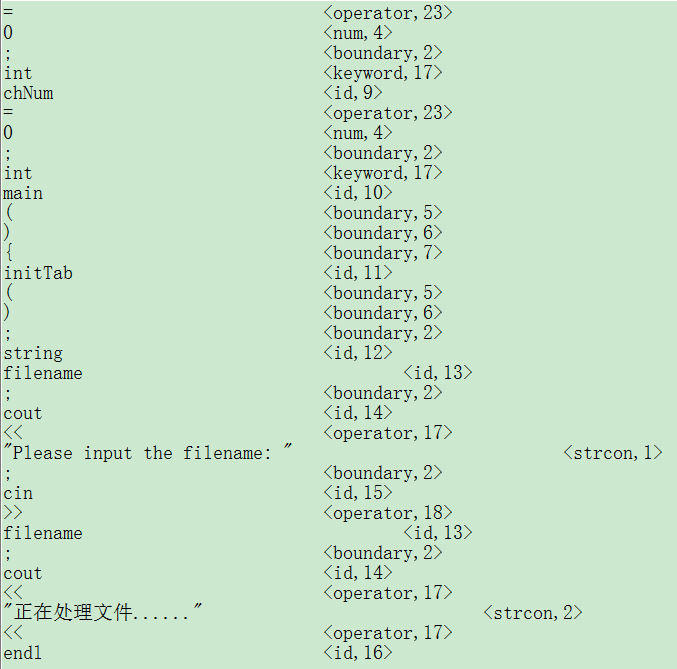 = <operator,23>
0 <num,4>
; <boundary,2>
int <keyword,17>
chNum <id,9>
= <operator,23>
0 <num,4>
; <boundary,2>
int <keyword,17>
main <id,10>
( <boundary,5>
) <boundary,6>
{ <boundary,7>
initTab <id,11>
( <boundary,5>
) <boundary,6>
; <boundary,2>
string <id,12>
filename <id,13>
; <boundary,2>
cout <id,14>
<< <operator,17>
"Please input the filename: " <strcon,1>
; <boundary,2>
cin <id,15>
>> <operator,18>
filename <id,13>
; <boundary,2>
cout <id,14>
<< <operator,17>
"正在处理文件......" <strcon,2>
<< <operator,17>
endl <id,16>